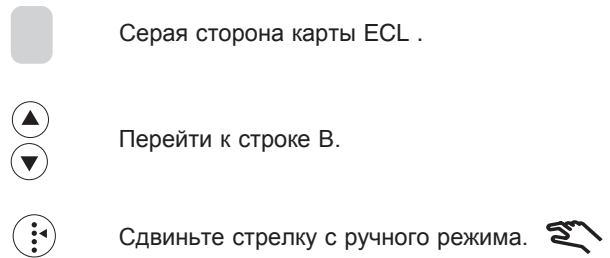 Серая сторона карты ECL .
Перейти к строке B.
Сдвиньте стрелку с ручного режима.